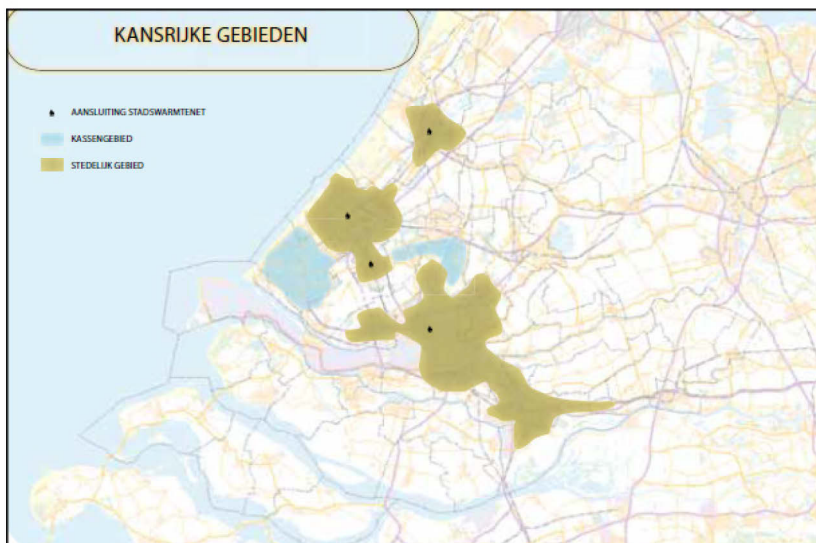 KANSRIJKE GEBIEDEN
AANSLUITING STADSWARMTENET
KASSENGEBIED
STEDELIJK GEBIED